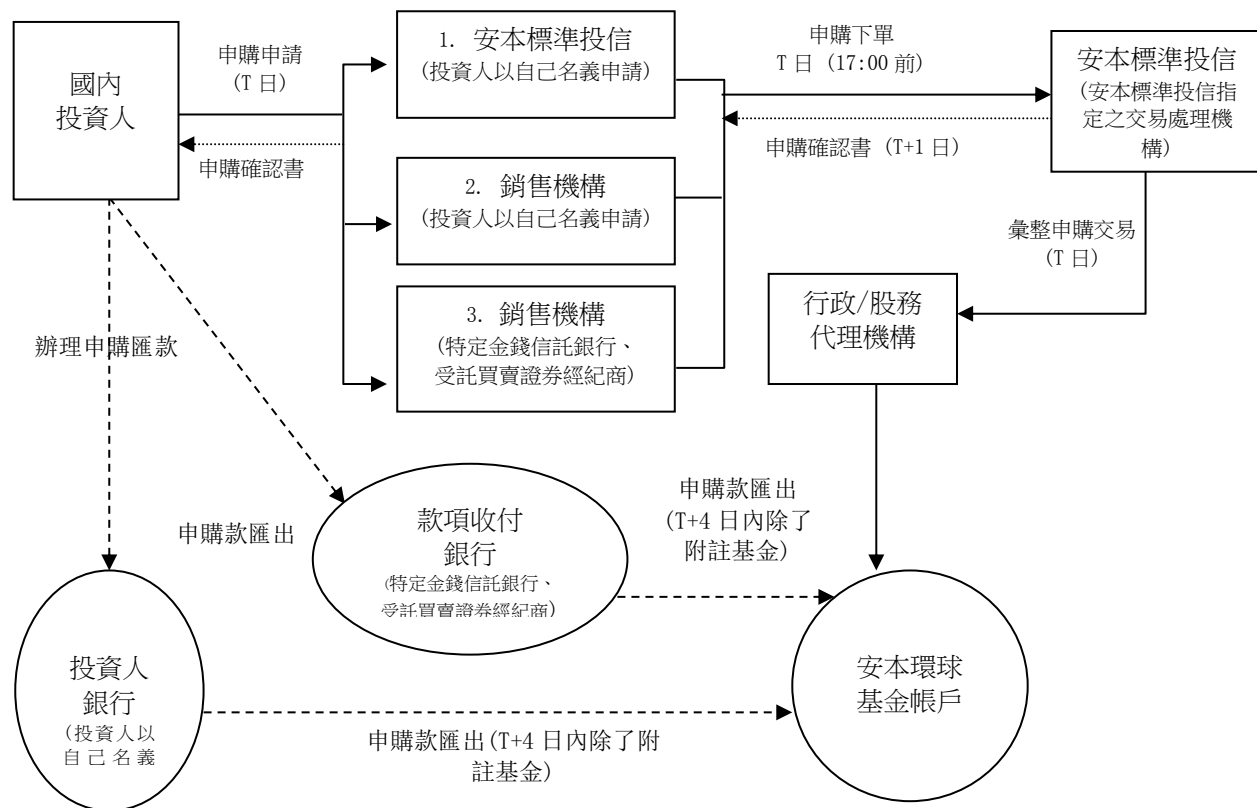 國內
投資人
申購申請
(T 日)
申購確認書
1. 安本標準投信
(投資人以自己名義申請)
2. 銷售機構
(投資人以自己名義申請)
3. 銷售機構
(特定金錢信託銀行、
受託買賣證券經紀商)
申購下單
T 日 (17:00 前)
申購確認書 (T+1 日)
安本標準投信
(安本標準投信指
定之交易處理機
構)
彙整申購交易
(T 日)
行政/股務
代理機構
辦理申購匯款
申購款匯出
款項收付
銀行
(特定金錢信託銀行、
受託買賣證券經紀商)
申購款匯出
(T+4 日內除了
附註基金)
投資人
銀行
(投資人以
自己名義
申購款匯出(T+4 日內除了附
註基金)
安本環球
基金帳戶